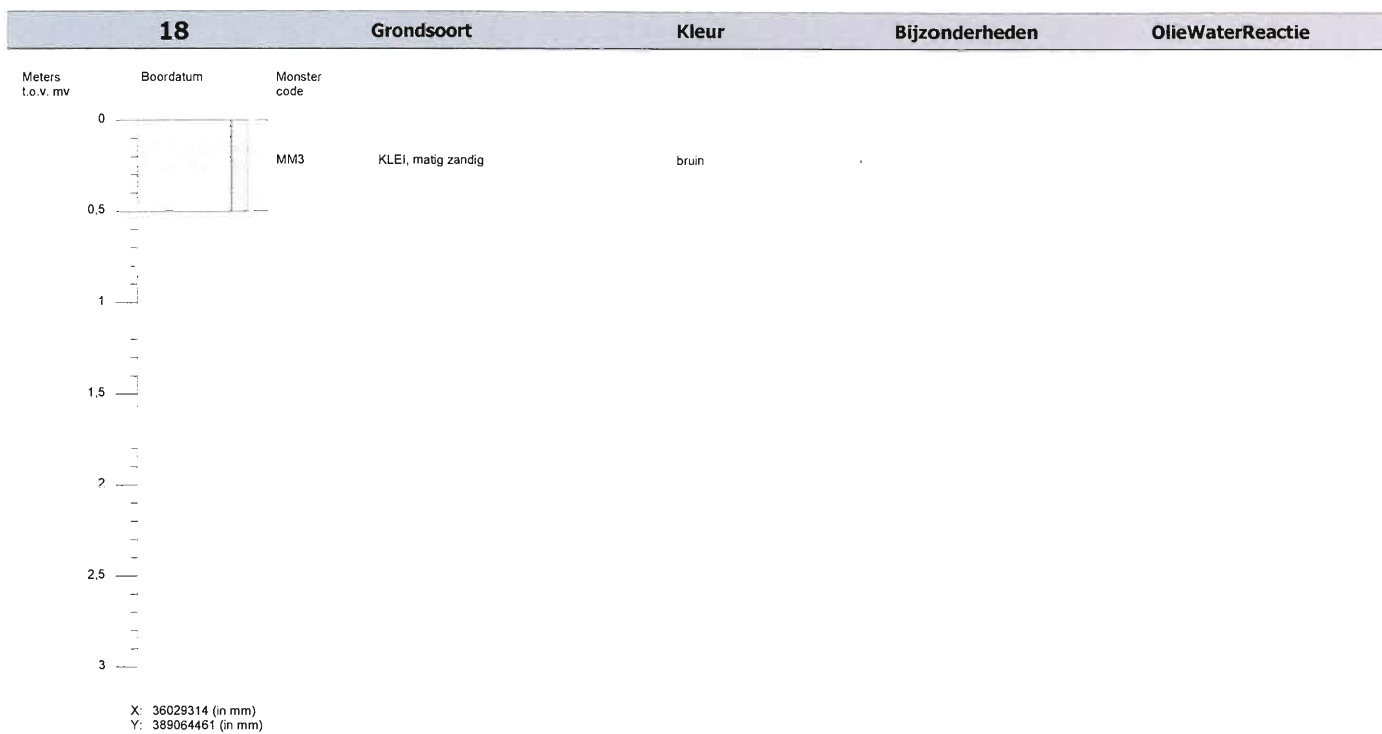 18 Grondsoort Kleur Bijzonderheden OlieWaterReactie
Meters t.o.v. mv Boordatum Monster code
0
MM3 KLEI, matig zandig bruin
0,5
1
1,5
2
2,5
3
X: 36029314 (in mm)
Y: 389064461 (in mm)